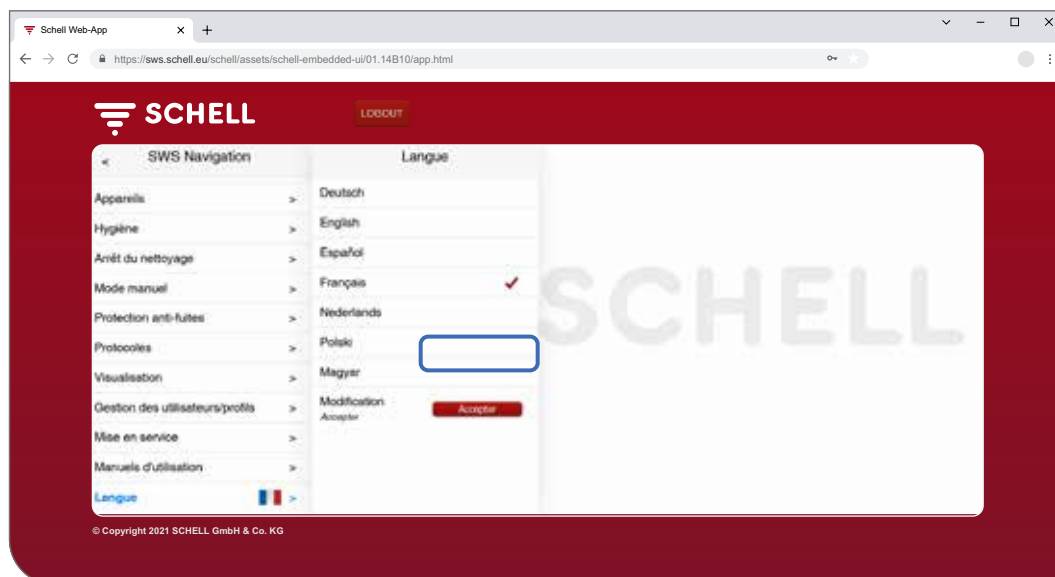 Schell Web-App
https://sws.schell.eu/schell/assets/schell-embedded-ui/01.14B10/app.html
SCHELL
LOGOUT
< SWS Navigation
Langue
Appareils >
Hygiène >
Arrêt du nettoyage >
Mode manuel >
Protection anti-fuites >
Protocoles >
Visualisation >
Gestion des utilisateurs/profils >
Mise en service >
Manuels d'utilisation >
Langue >
Deutsch
English
Español
Français
Nederlands
Polski
Magyar
Modification
Accepter
Accepter
SCHELL
© Copyright 2021 SCHELL GmbH & Co. KG